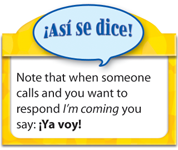 ¡Así se dice!
Note that when someone
calls and you want to
respond I'm coming you
say: ¡Ya voy!